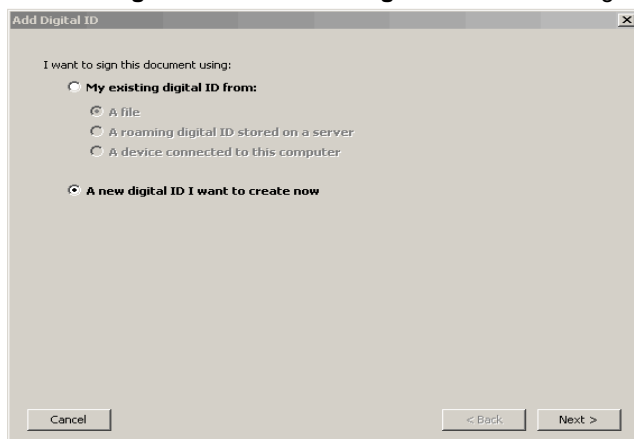 Add Digital ID
I want to sign this document using:
My existing digital ID from:
A file
A roaming digital ID stored on a server
A device connected to this computer
A new digital ID I want to create now
Cancel
< Back
Next >